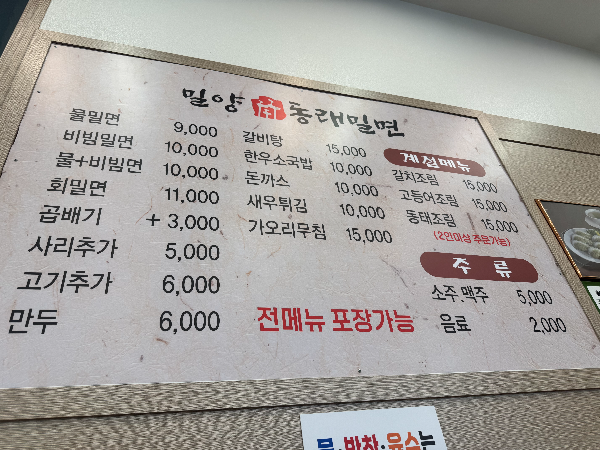 밀양 동래밀면
물밀면 9,000
비빔밀면 10,000
물+비빔면 10,000
회밀면 11,000
곱배기 +3,000
사리추가 5,000
고기추가 6,000
만두 6,000
갈비탕 15,000
한우소국밥 10,000
돈까스 10,000
새우튀김 10,000
가오리무침 15,000
전메뉴 포장가능
계절메뉴
갈치조림 15,000
고등어조림 15,000
동태조림 15,000
(2인이상 주문가능)
주류
소주.맥주 5,000
음료 2,000
물·반찬·육수는